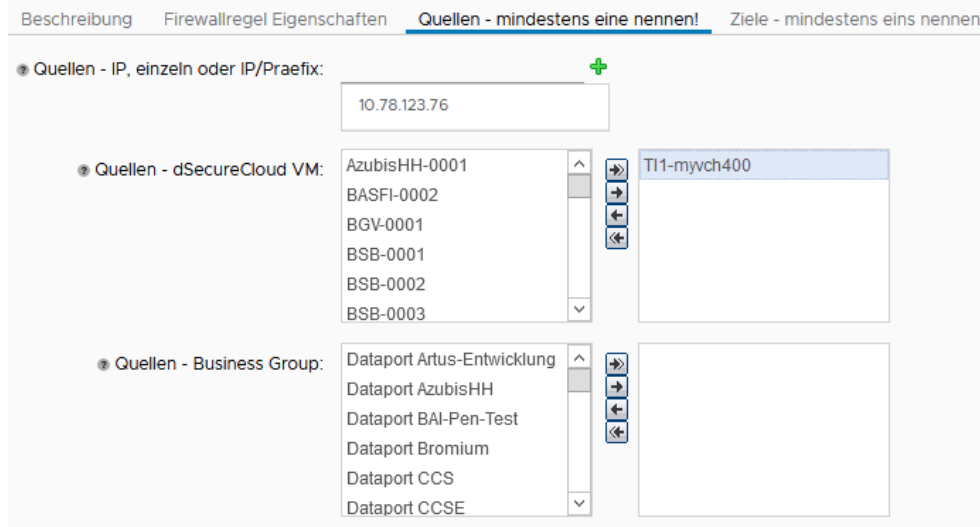 Beschreibung Firewallregel Eigenschaften Quellen - mindestens eine nennen! Ziele - mindestens eins nennen
Quellen - IP, einzeln oder IP/Praefix:
10.78.123.76
Quellen - dSecureCloud VM:
AzubisHH-0001
BASFI-0002
BGV-0001
BSB-0001
BSB-0002
BSB-0003
TI1-myvch400
Quellen - Business Group:
Dataport Artus-Entwicklung
Dataport AzubisHH
Dataport BAI-Pen-Test
Dataport Bromium
Dataport CCS
Dataport CCSE